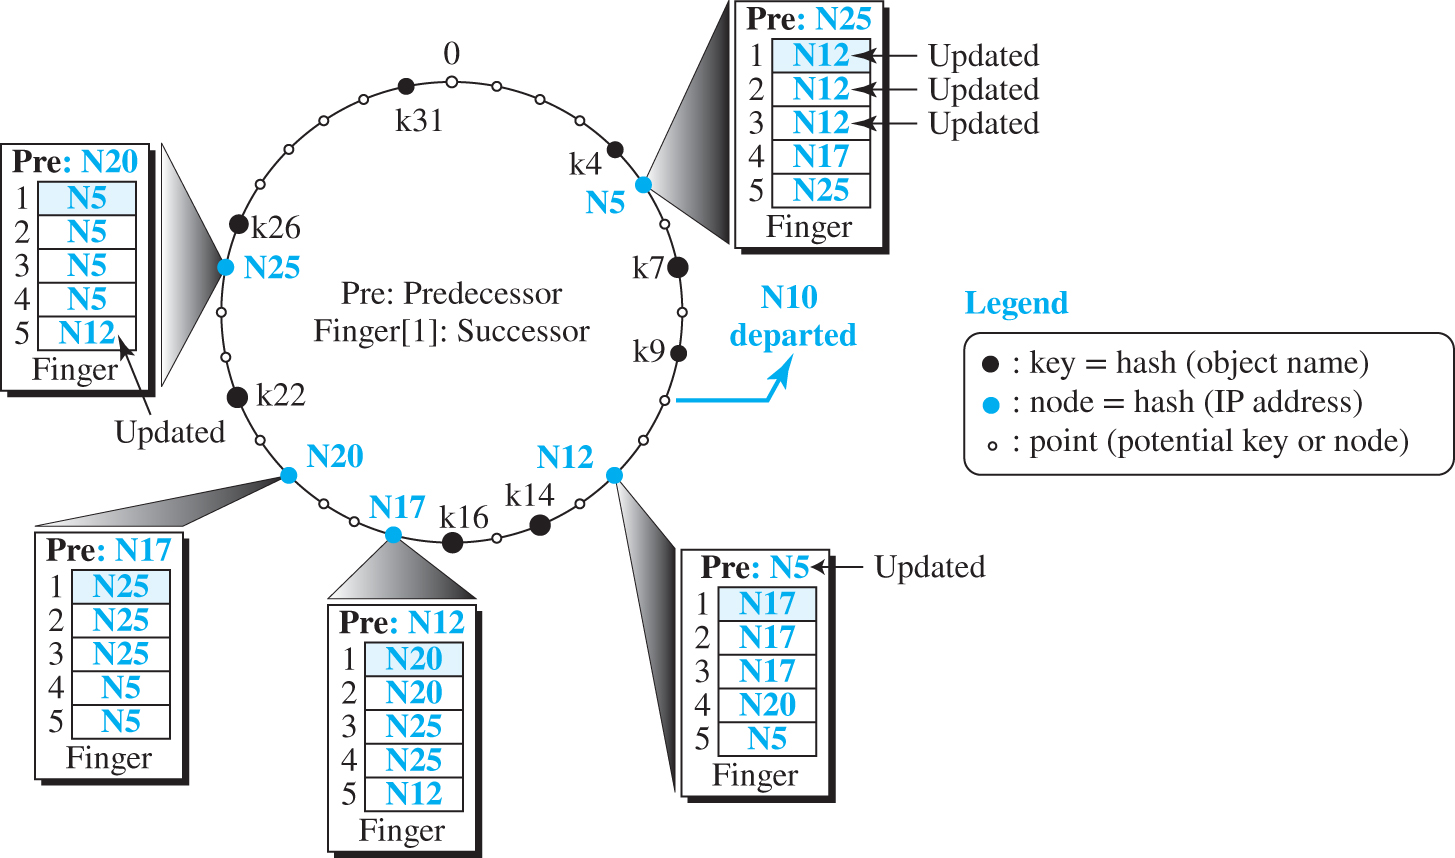 Pre: N25
1 N12 Updated
2 N12 Updated
3 N12 Updated
4 N17
5 N25
Finger
0
k31
k4
N5
Pre: N20
1 N5
2 N5
3 N5
4 N5
5 N12
Finger
Updated
k26
N25
k7
Pre: Predecessor
Finger[1]: Successor
k9
N10
departed
Legend
: key = hash (object name)
: node = hash (IP address)
: point (potential key or node)
k22
N20
N17
k16
k14
N12
Pre: N17
1 N25
2 N25
3 N25
4 N5
5 N5
Finger
Pre: N12
1 N20
2 N20
3 N25
4 N25
5 N12
Finger
Pre: N5 Updated
1 N17
2 N17
3 N17
4 N20
5 N5
Finger